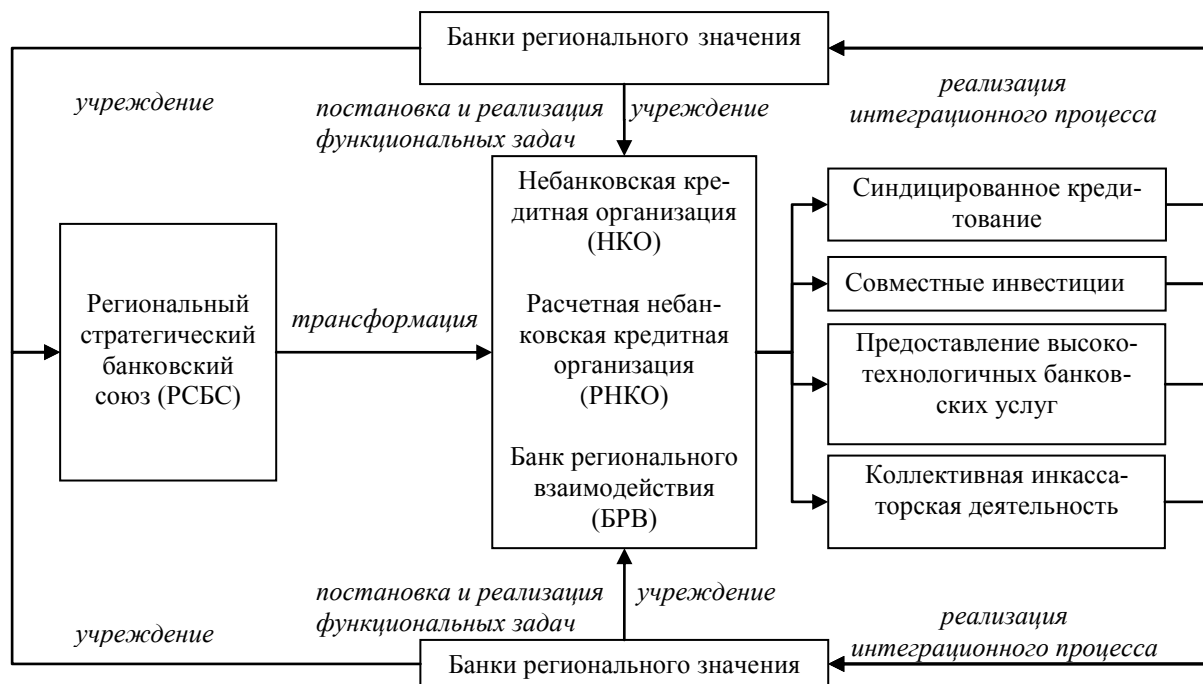 Банки регионального значения
учреждение
постановка и реализация
функциональных задач
учреждение
реализация
интеграционного процесса
Региональный
стратегический
банковский
союз (РСБС)
трансформация
Небанковская кре-
дитная организация
(НКО)
Расчетная небан-
ковская кредитная
организация
(РНКО)
Банк регионального
взаимодействия
(БРВ)
Синдицированное креди-
тование
Совместные инвестиции
Предоставление высоко-
технологичных банков-
ских услуг
Коллективная инкасса-
торская деятельность
учреждение
постановка и реализация
функциональных задач
учреждение
реализация
интеграционного процесса
Банки регионального значения